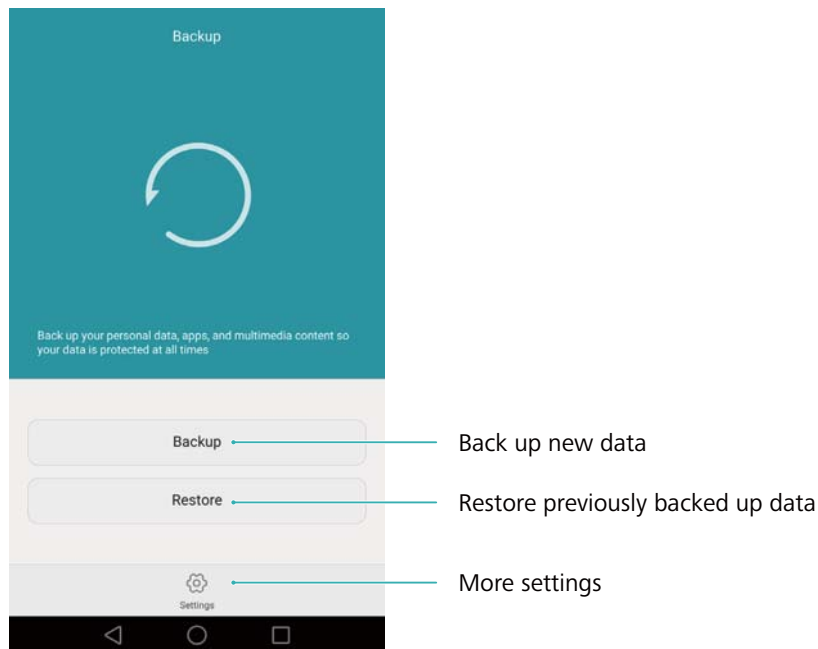 Backup
Back up your personal data, apps, and multimedia content so
your data is protected at all times
Backup
Back up new data
Restore
Restore previously backed up data
More settings
Settings